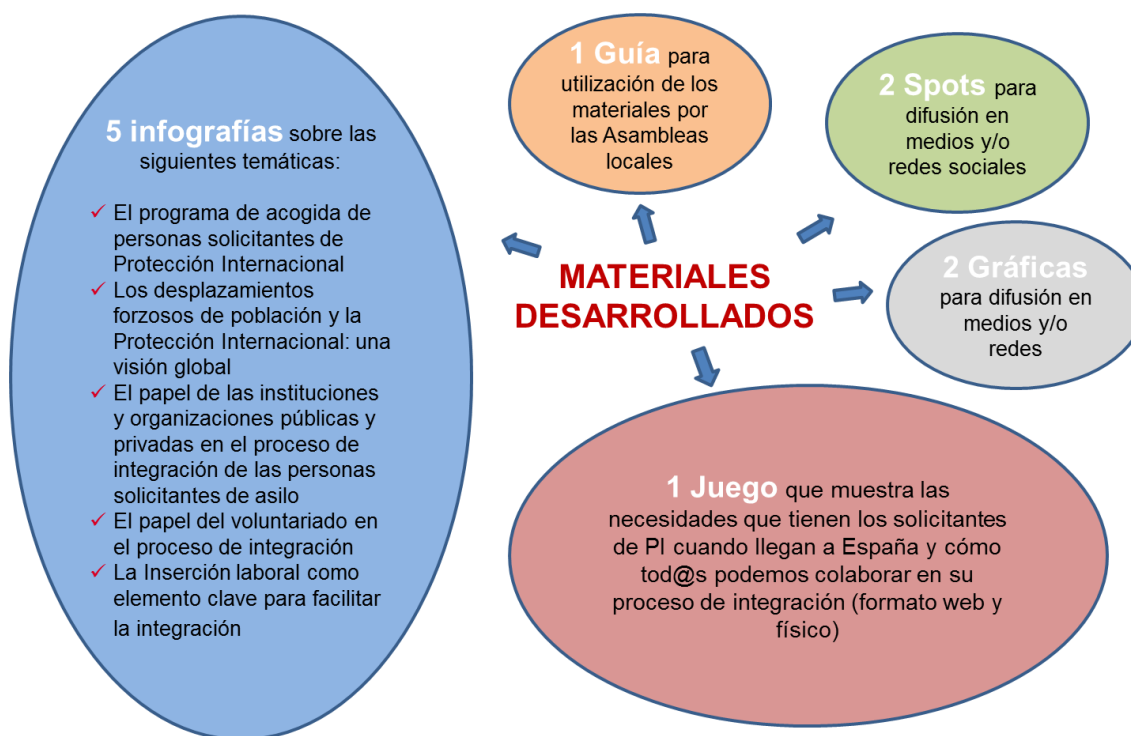 5 infografías sobre las
siguientes temáticas:
✓ El programa de acogida de
personas solicitantes de
Protección Internacional
✓ Los desplazamientos
forzosos de población y la
Protección Internacional: una
visión global
✓ El papel de las instituciones
y organizaciones públicas y
privadas en el proceso de
integración de las personas
solicitantes de asilo
✓ El papel del voluntariado en
el proceso de integración
✓ La Inserción laboral como
elemento clave para facilitar
la integración
1 Guía para
utilización de los
materiales por
las Asambleas
locales
2 Spots para
difusión en
medios y/o
redes sociales
MATERIALES
DESARROLLADOS
2 Gráficas
para difusión en
medios y/o
redes
1 Juego que muestra las
necesidades que tienen los solicitantes
de PI cuando llegan a España y cómo
tod@s podemos colaborar en su
proceso de integración (formato web y
físico)